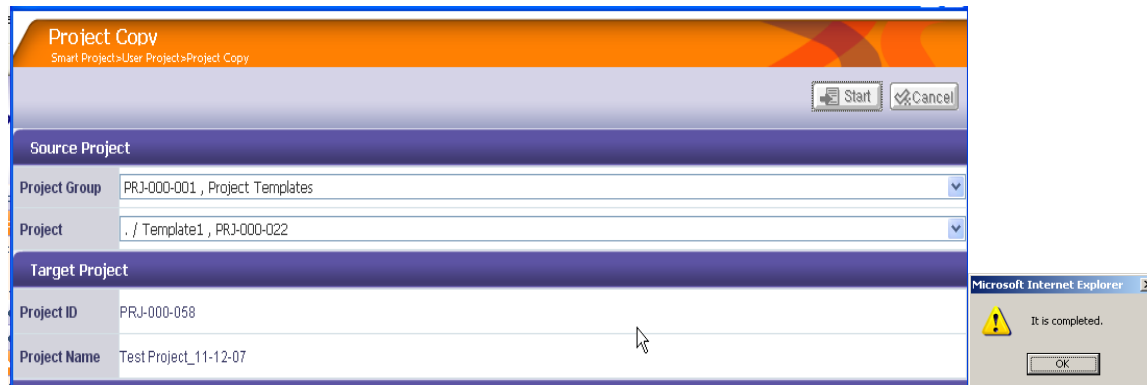 Project Copy
Smart Project>User Project>Project Copy
Start Cancel
Source Project
Project Group PRJ-000-001 , Project Templates
Project . / Template1 , PRJ-000-022
Target Project
Project ID PRJ-000-058
Project Name Test Project_11-12-07
Microsoft Internet Explorer
It is completed.
OK